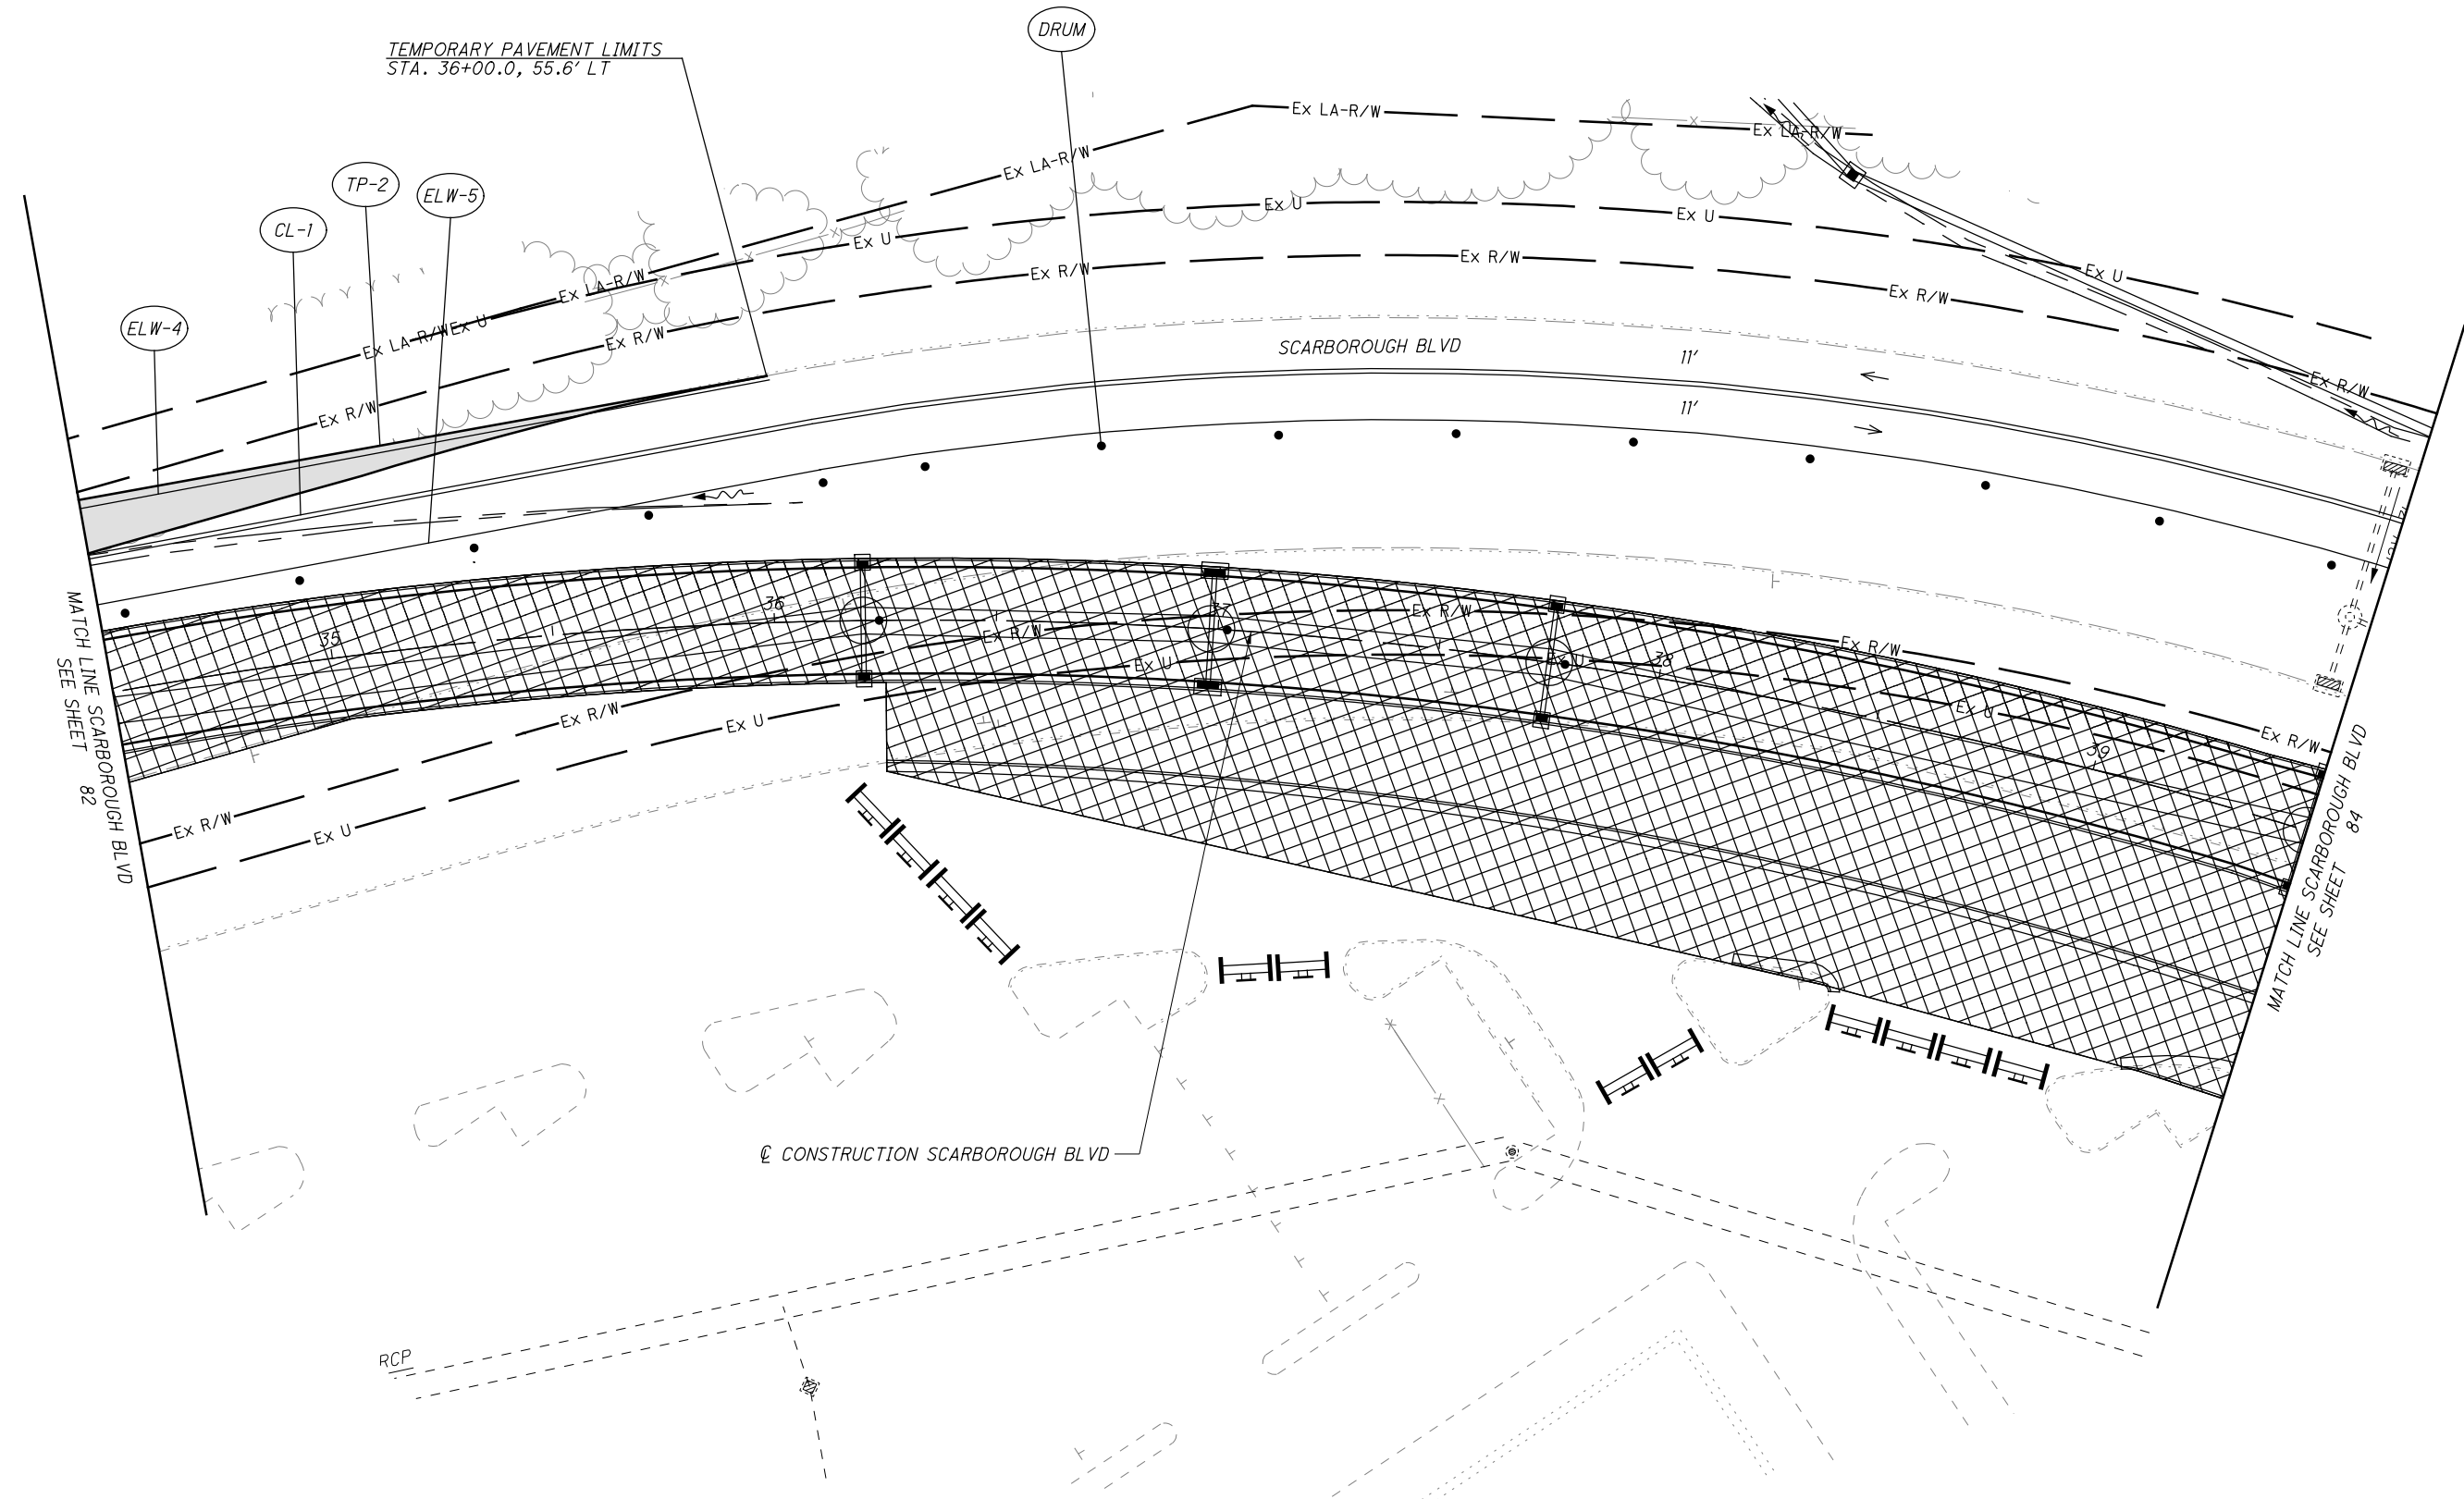 DRUM
TEMPORARY PAVEMENT LIMITS
STA. 36+00.0, 55.6' LT
TP-2
ELW-5
CL-1
ELW-4
Ex LA-R/W
Ex LA-R/W
Ex LA-R/W
Ex LA-R/W
Ex LA-R/W
Ex U
Ex U
Ex U
Ex U
Ex U
Ex R/W
Ex R/W
Ex R/W
Ex R/W
Ex R/W
Ex R/W
SCARBOROUGH BLVD
11'
11'
35
36
37
38
39
Ex R/W
Ex R/W
Ex R/W
Ex R/W
Ex R/W
Ex R/W
Ex U
Ex U
Ex U
Ex U
Ex U
MATCH LINE SCARBOROUGH BLVD
SEE SHEET 82
MATCH LINE SCARBOROUGH BLVD
SEE SHEET 84
℄ CONSTRUCTION SCARBOROUGH BLVD
RCP